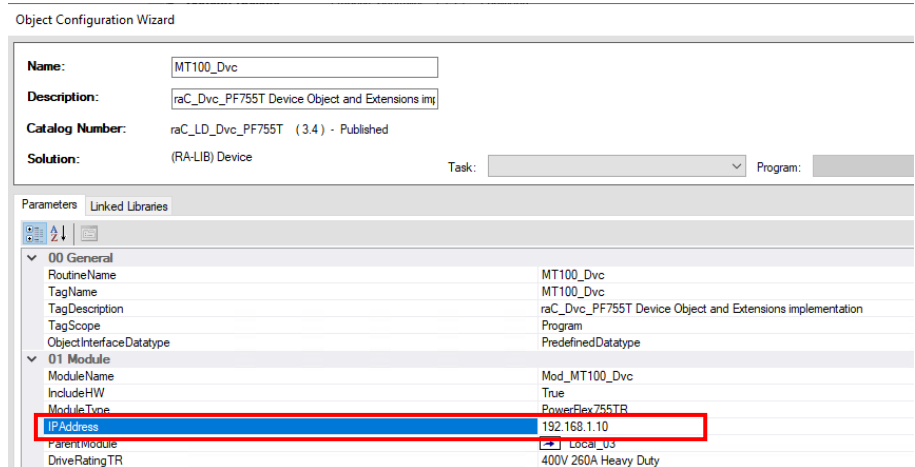 Object Configuration Wizard
Name: MT100_Dvc
Description: raC_Dvc_PF755T Device Object and Extensions im
Catalog Number: raC_LD_Dvc_PF755T (3.4) - Published
Solution: (RA-LIB) Device Task: Program:
Parameters Linked Libraries
00 General
RoutineName MT100_Dvc
TagName MT100_Dvc
TagDescription raC_Dvc_PF755T Device Object and Extensions implementation
TagScope Program
ObjectInterfaceDatatype PredefinedDatatype
01 Module
ModuleName Mod_MT100_Dvc
IncludeHW True
ModuleType PowerFlex755TR
IPAddress 192.168.1.10
ParentModule Local_03
DriveRatingTR 400V 260A Heavy Duty